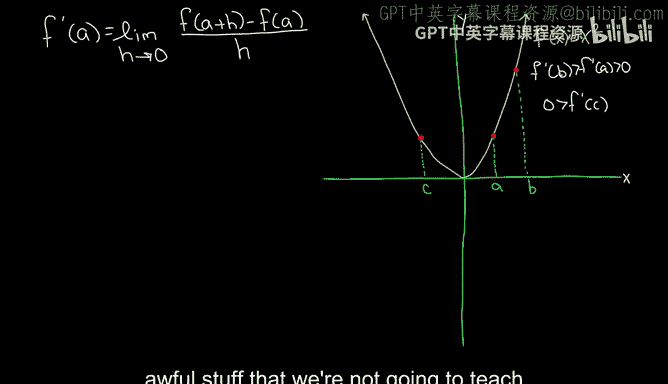 GPT中英字幕课程资源@bilibili.com
GPT中英字幕课程资源 bilibili
f'(a)=lim h→0 f(a+h)-f(a) / h
f'(b)>f'(a)>0
0>f'(c)
c a b x
awful stuff that we're not going to teach